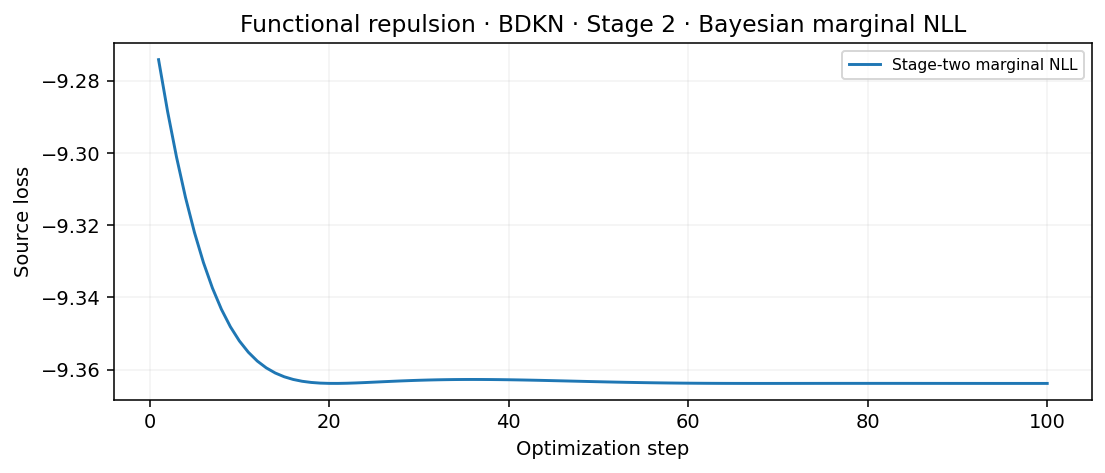 Functional repulsion · BDKN · Stage 2 · Bayesian marginal NLL
Stage-two marginal NLL
Source loss
−9.28
−9.30
−9.32
−9.34
−9.36
0 20 40 60 80 100
Optimization step